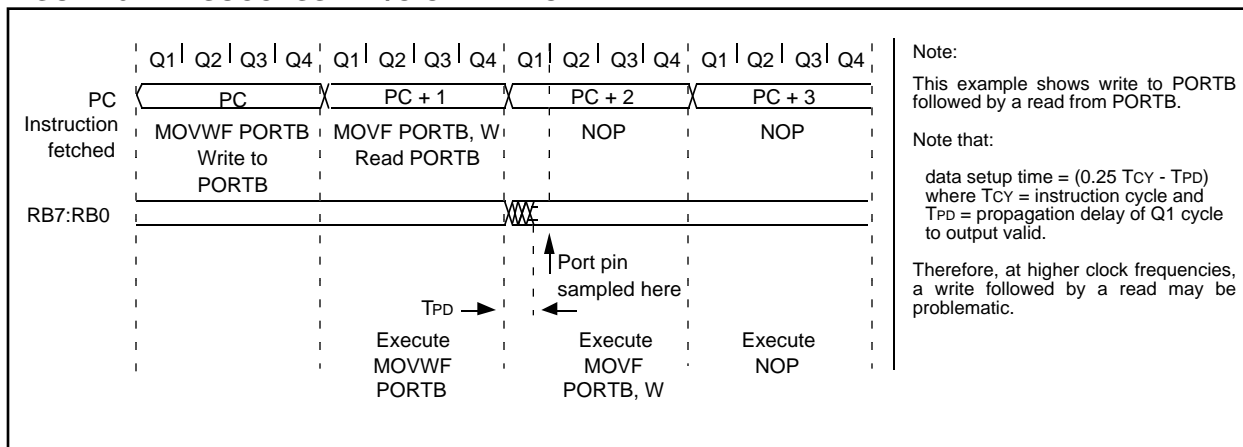 Q1 Q2 Q3 Q4 Q1 Q2 Q3 Q4 Q1 Q2 Q3 Q4 Q1 Q2 Q3 Q4
PC PC PC + 1 PC + 2 PC + 3
Instruction
fetched
MOVWF PORTB
Write to
PORTB
MOVF PORTB, W
Read PORTB
NOP
NOP
RB7:RB0
Port pin
sampled here
TPD
Execute
MOVWF
PORTB
Execute
MOVF
PORTB, W
Execute
NOP
Note:
This example shows write to PORTB
followed by a read from PORTB.
Note that:
data setup time = (0.25 TCY - TPD)
where TCY = instruction cycle and
TPD = propagation delay of Q1 cycle
to output valid.
Therefore, at higher clock frequencies,
a write followed by a read may be
problematic.